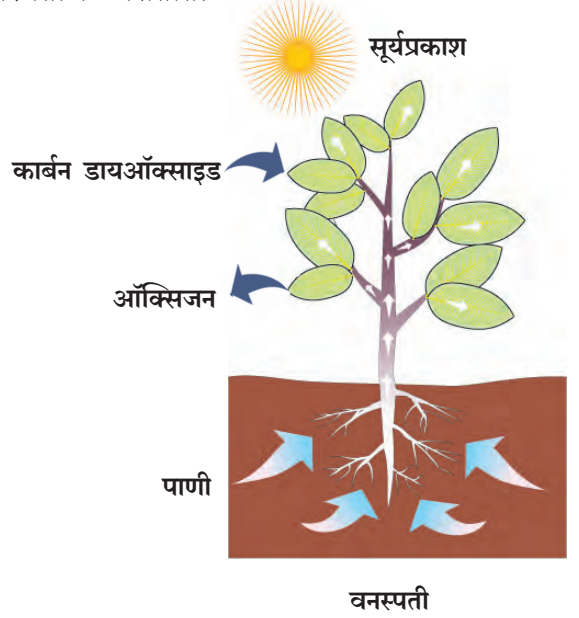 सूर्यप्रकाश
कार्बन डायऑक्साइड
ऑक्सिजन
पाणी
वनस्पती